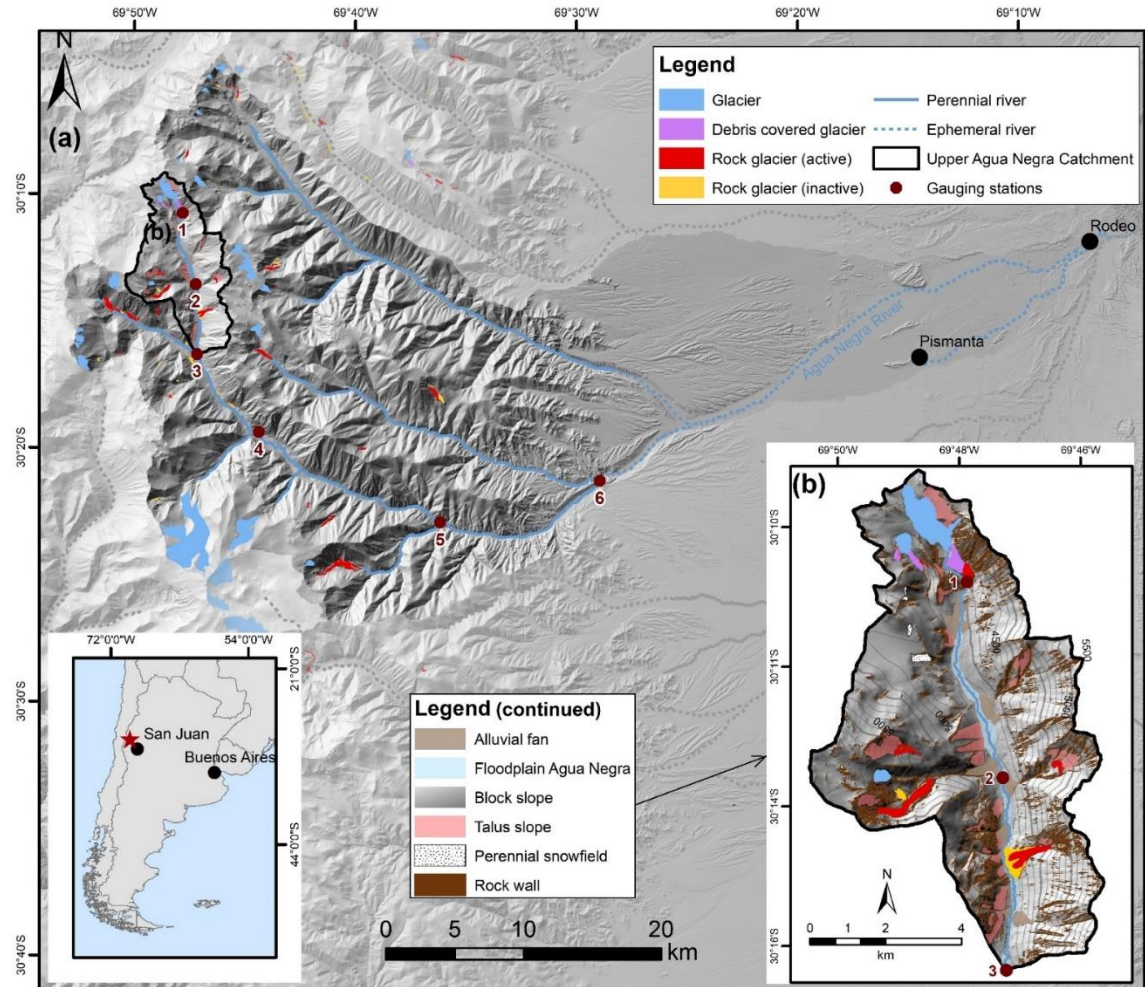 69°50'W
69°40'W
69°30'W
69°20'W
69°10'W
N
(a)
30°10'S
30°20'S
30°30'S
30°40'S
Legend
Glacier
Debris covered glacier
Rock glacier (active)
Rock glacier (inactive)
Perennial river
Ephemeral river
Upper Agua Negra Catchment
Gauging stations
1
(b)
2
3
4
5
6
Rodeo
Agua Negra River
Pismanta
72°0'0"W
54°0'0"W
21°0'0"S
44°0'0"S
San Juan
Buenos Aires
Legend (continued)
Alluvial fan
Floodplain Agua Negra
Block slope
Talus slope
Perennial snowfield
Rock wall
0
5
10
20
km
(b)
69°50'W
69°48'W
69°46'W
30°10'S
30°11'S
30°14'S
30°16'S
1
4500
5500
5000
5000
2
3
N
0
1
2
4
km